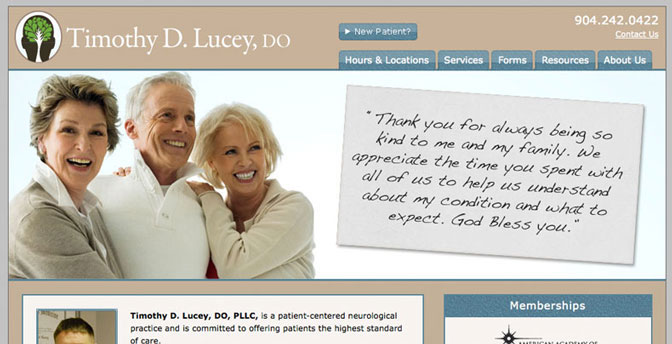 Timothy D. Lucey, DO
New Patient?
904.242.0422
Contact Us
Hours & Locations
Services
Forms
Resources
About Us
"Thank you for always being so
kind to me and my family. We
appreciate the time you spent with
all of us to help us understand
about my condition and what to
expect. God Bless you."
Timothy D. Lucey, DO, PLLC, is a patient-centered neurological
practice and is committed to offering patients the highest standard
of care.
Memberships
AMERICAN ACADEMY OF